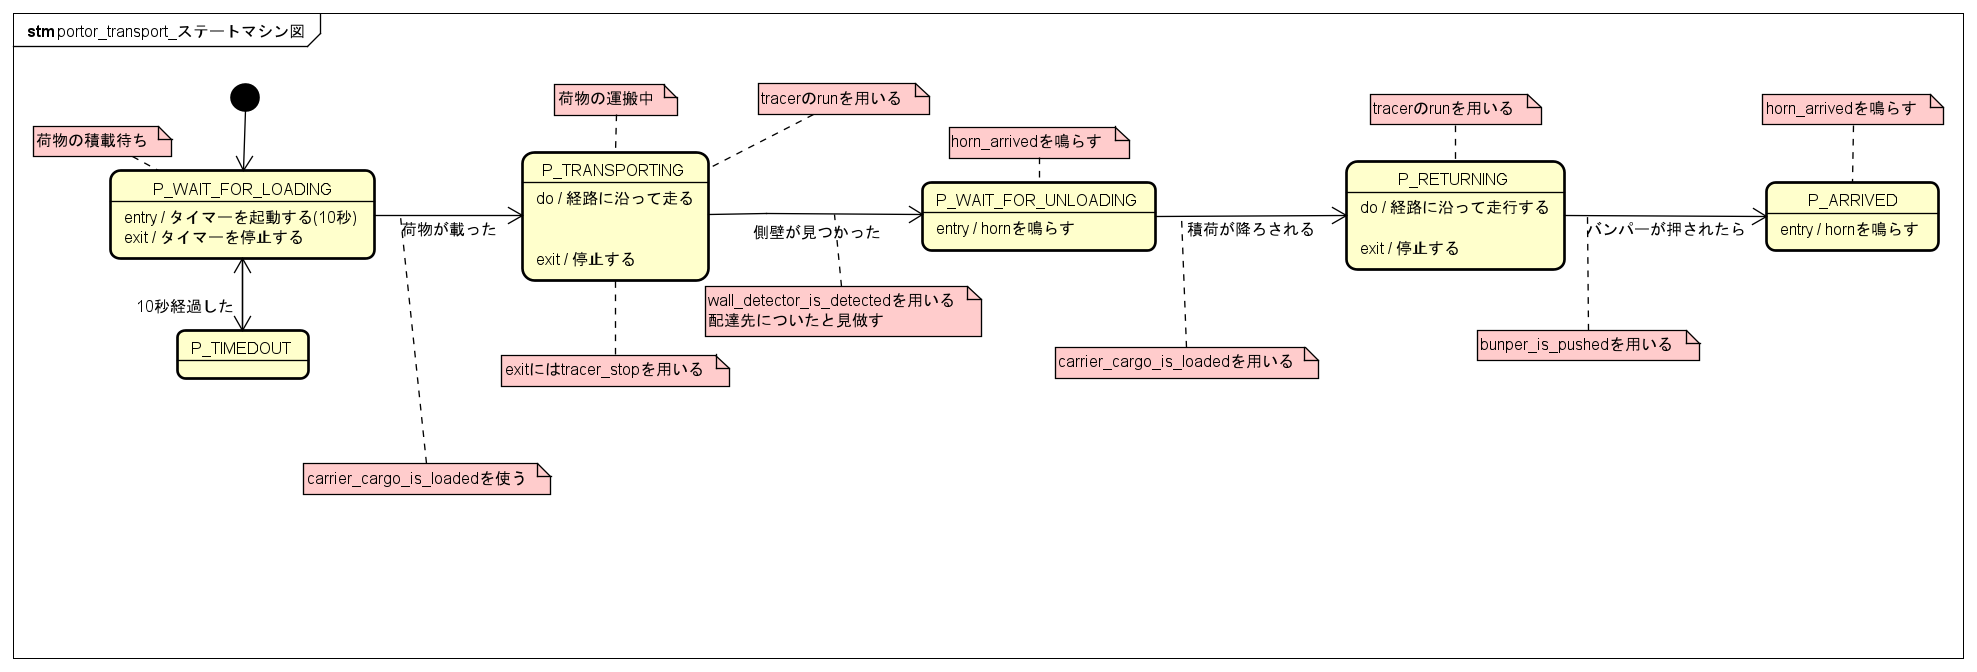 stm portor_transport_ステートマシン図
荷物の積載待ち
荷物の運搬中
tracerのrunを用いる
horn_arrivedを鳴らす
tracerのrunを用いる
horn_arrivedを鳴らす
P_WAIT_FOR_LOADING
entry / タイマーを起動する(10秒)
exit / タイマーを停止する
荷物が載った
P_TRANSPORTING
do / 経路に沿って走る
exit / 停止する
側壁が見つかった
P_WAIT_FOR_UNLOADING
entry / hornを鳴らす
積荷が降ろされる
P_RETURNING
do / 経路に沿って走行する
exit / 停止する
バンパーが押されたら
P_ARRIVED
entry / hornを鳴らす
10秒経過した
P_TIMEDOUT
wall_detector_is_detectedを用いる
配達先についたと見做す
exitにはtracer_stopを用いる
carrier_cargo_is_loadedを用いる
bunper_is_pushedを用いる
carrier_cargo_is_loadedを使う